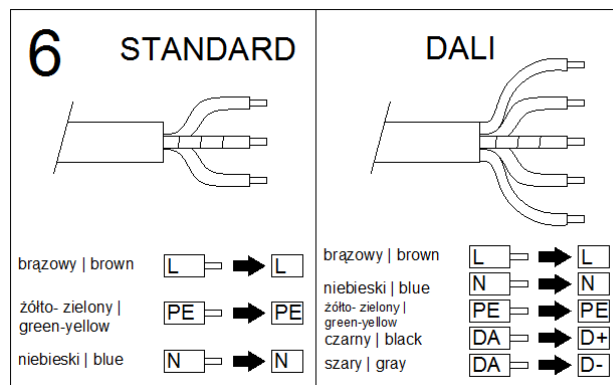 6 STANDARD
brązowy | brown L L
żółto- zielony |
green-yellow PE PE
niebieski | blue N N
DALI
brązowy | brown L L
niebieski | blue N N
żółto- zielony |
green-yellow PE PE
czarny | black DA D+
szary | gray DA D-